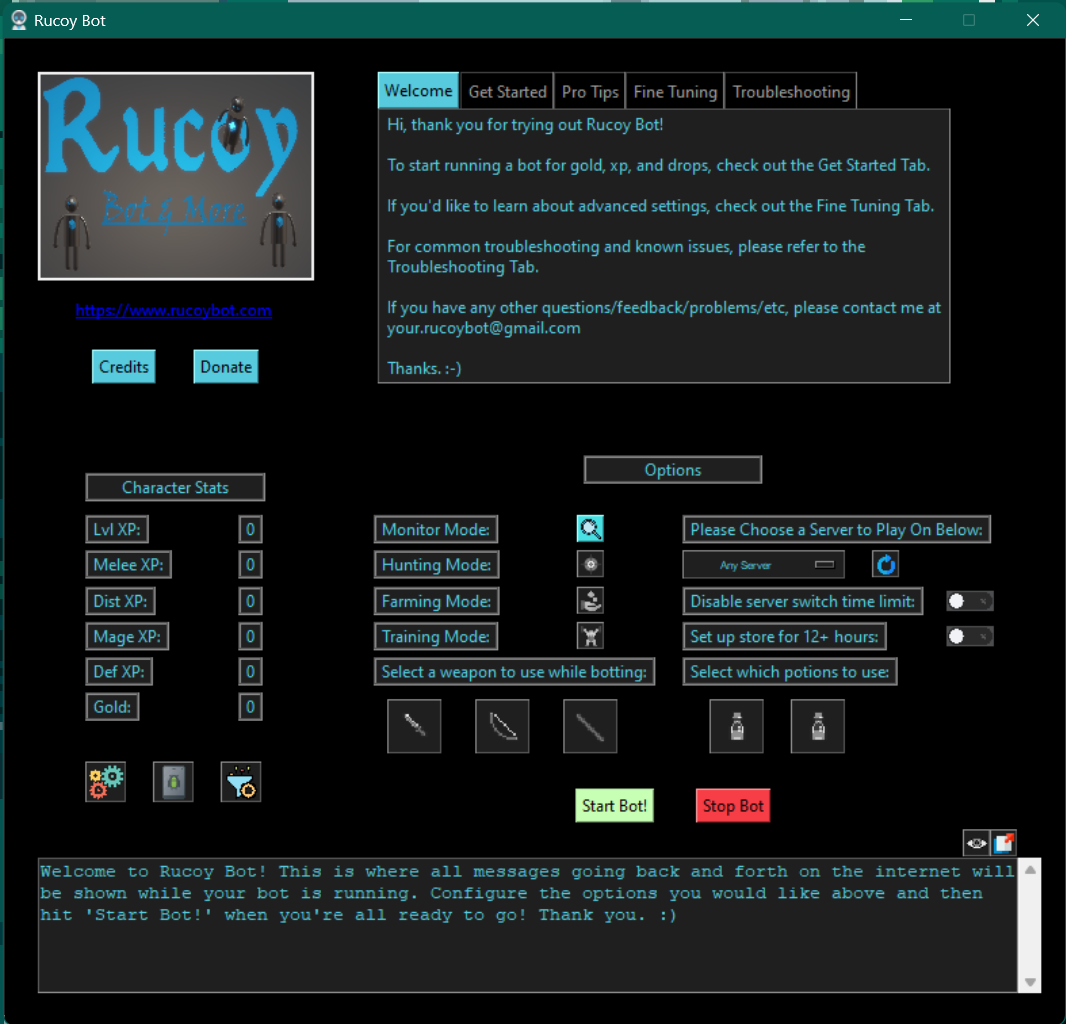 Rucoy Bot
Rucoy
Bot & More
https://www.rucoybot.com
Credits Donate
Welcome Get Started Pro Tips Fine Tuning Troubleshooting
Hi, thank you for trying out Rucoy Bot!
To start running a bot for gold, xp, and drops, check out the Get Started Tab.
If you'd like to learn about advanced settings, check out the Fine Tuning Tab.
For common troubleshooting and known issues, please refer to the
Troubleshooting Tab.
If you have any other questions/feedback/problems/etc, please contact me at
your.rucoybot@gmail.com
Thanks. :-)
Character Stats
Lvl XP: 0
Melee XP: 0
Dist XP: 0
Mage XP: 0
Def XP: 0
Gold: 0
Options
Monitor Mode:
Hunting Mode:
Farming Mode:
Training Mode:
Select a weapon to use while botting:
Please Choose a Server to Play On Below:
Any Server
Disable server switch time limit:
Set up store for 12+ hours:
Select which potions to use:
Start Bot! Stop Bot
Welcome to Rucoy Bot! This is where all messages going back and forth on the internet will
be shown while your bot is running. Configure the options you would like above and then
hit 'Start Bot!' when you're all ready to go! Thank you. :)